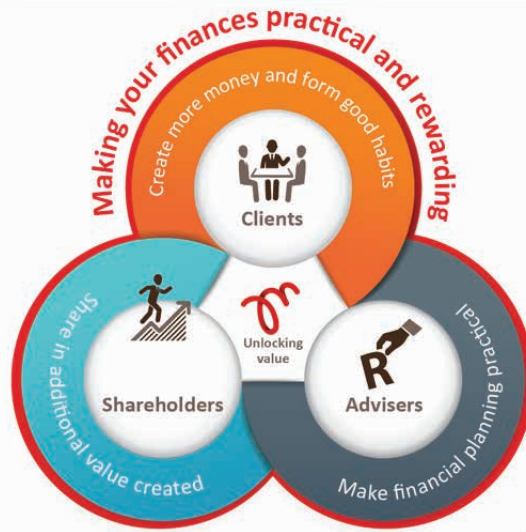 Making your finances practical and rewarding
Create more money and form good habits
Clients
Unlocking
value
Share in additional value created
Shareholders
R
Advisers
Make financial planning practical